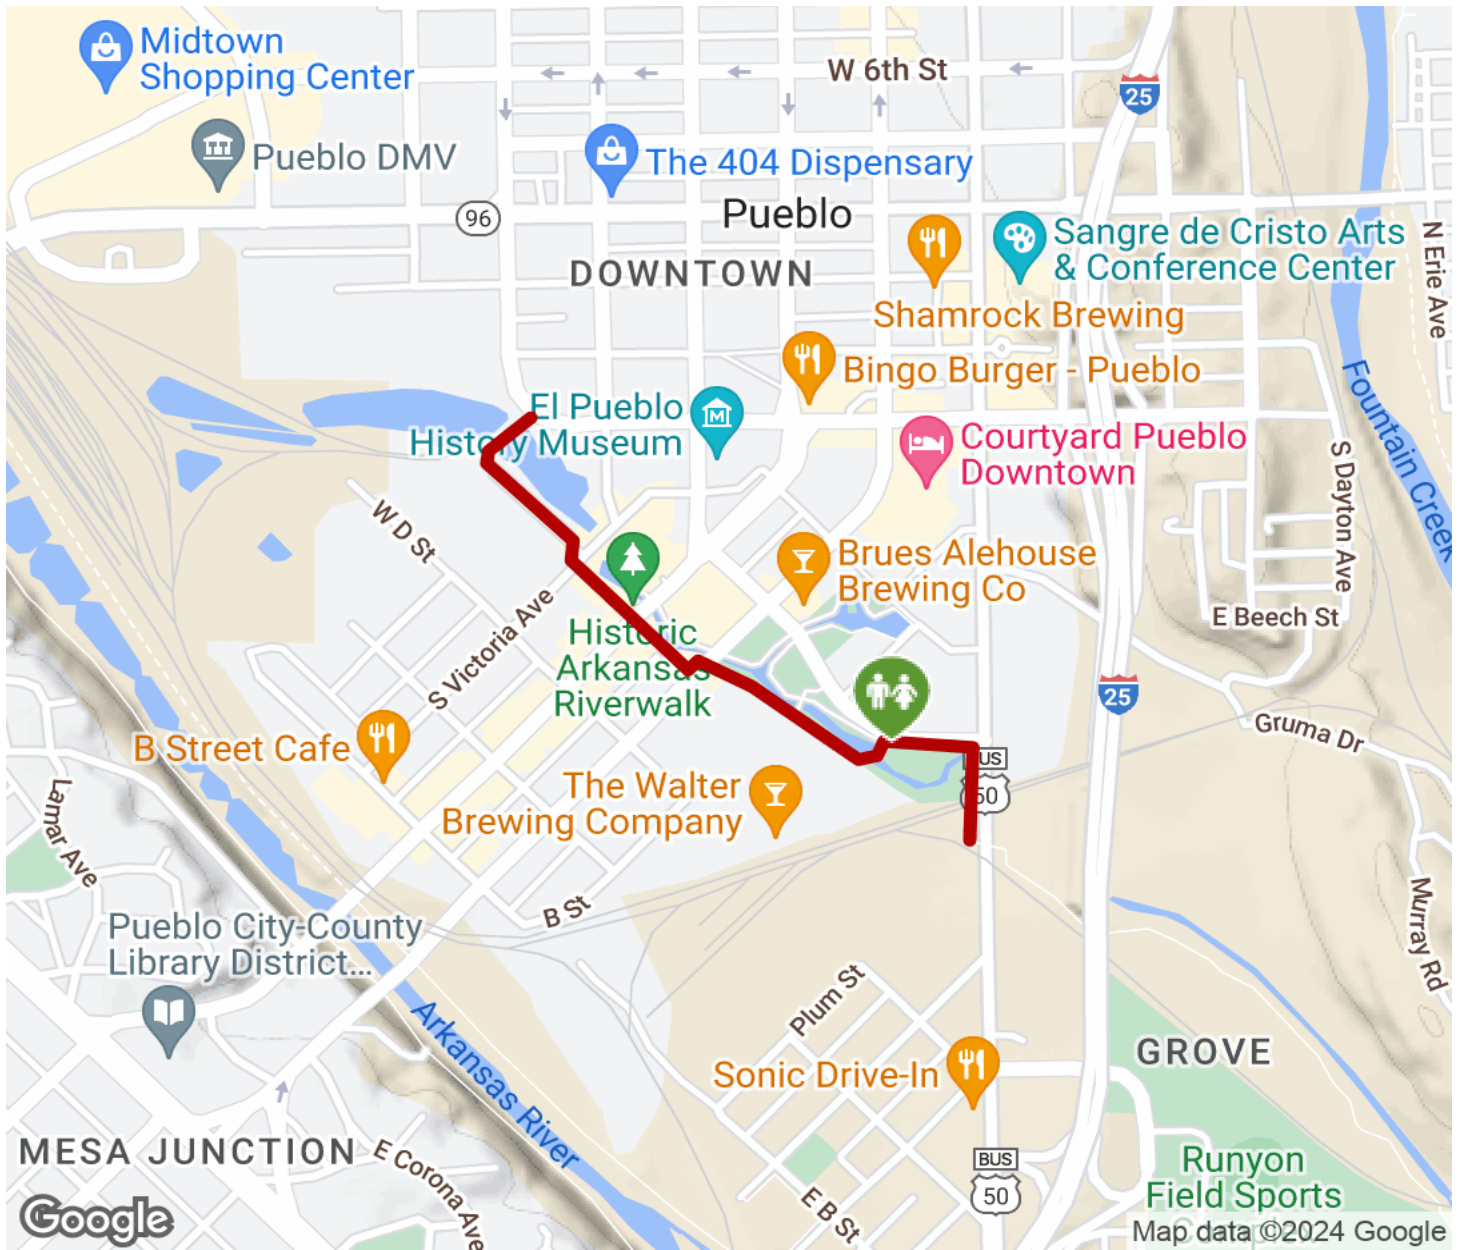 Midtown
Shopping Center
W 6th St
25
Pueblo DMV
The 404 Dispensary
96
Pueblo
Sangre de Cristo Arts
& Conference Center
N Erie Ave
DOWNTOWN
Shamrock Brewing
Bingo Burger - Pueblo
Fountain Creek
El Pueblo
History Museum
Courtyard Pueblo
Downtown
S Dayton Ave
W D St
Brues Alehouse
Brewing Co
E Beech St
S Victoria Ave
Historic
Arkansas
Riverwalk
25
Gruma Dr
B Street Cafe
BUS
50
The Walter
Brewing Company
Lamar Ave
Murray Rd
B St
Pueblo City-County
Library District...
Plum St
Arkansas River
GROVE
Sonic Drive-In
MESA JUNCTION
E Corona Ave
BUS
50
E B St
Runyon
Field Sports
Google
Map data ©2024 Google